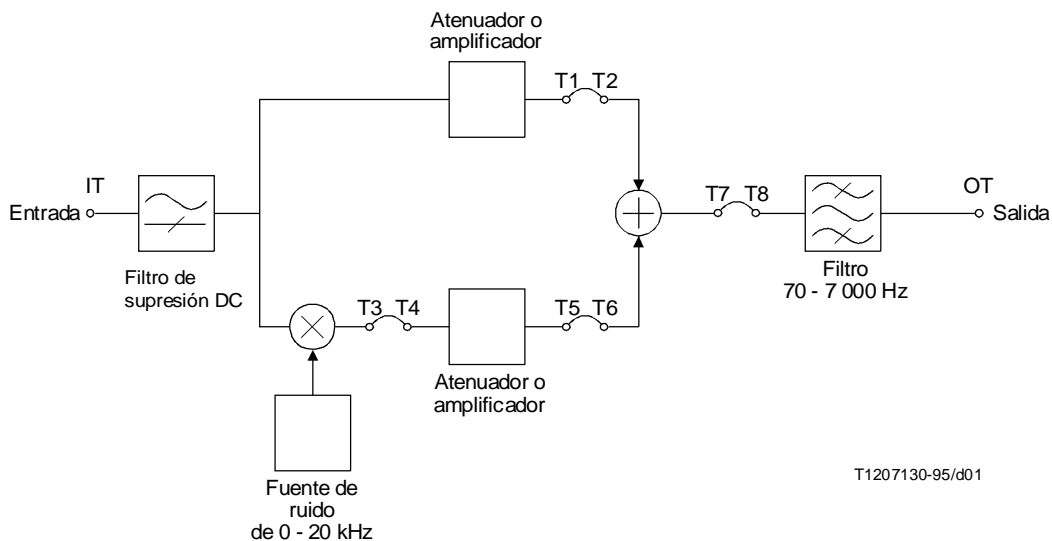 Atenuador o
amplificador
T1 T2
IT
Entrada
Filtro de
supresión DC
T7 T8
OT
Salida
Filtro
70 - 7 000 Hz
T3 T4
T5 T6
Atenuador o
amplificador
Fuente de
ruido
de 0 - 20 kHz
T1207130-95/d01